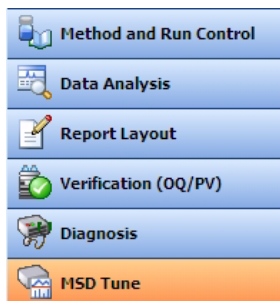 Method and Run Control
Data Analysis
Report Layout
Verification (OQ/PV)
Diagnosis
MSD Tune